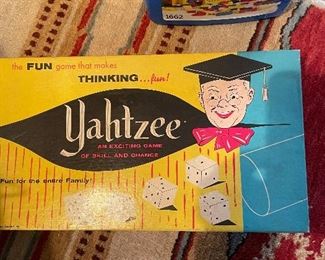 1662
the FUN game that makes
THINKING...fun!
Yahtzee
AN EXCITING GAME
OF SKILL AND CHANCE
Fun for the entire Family!